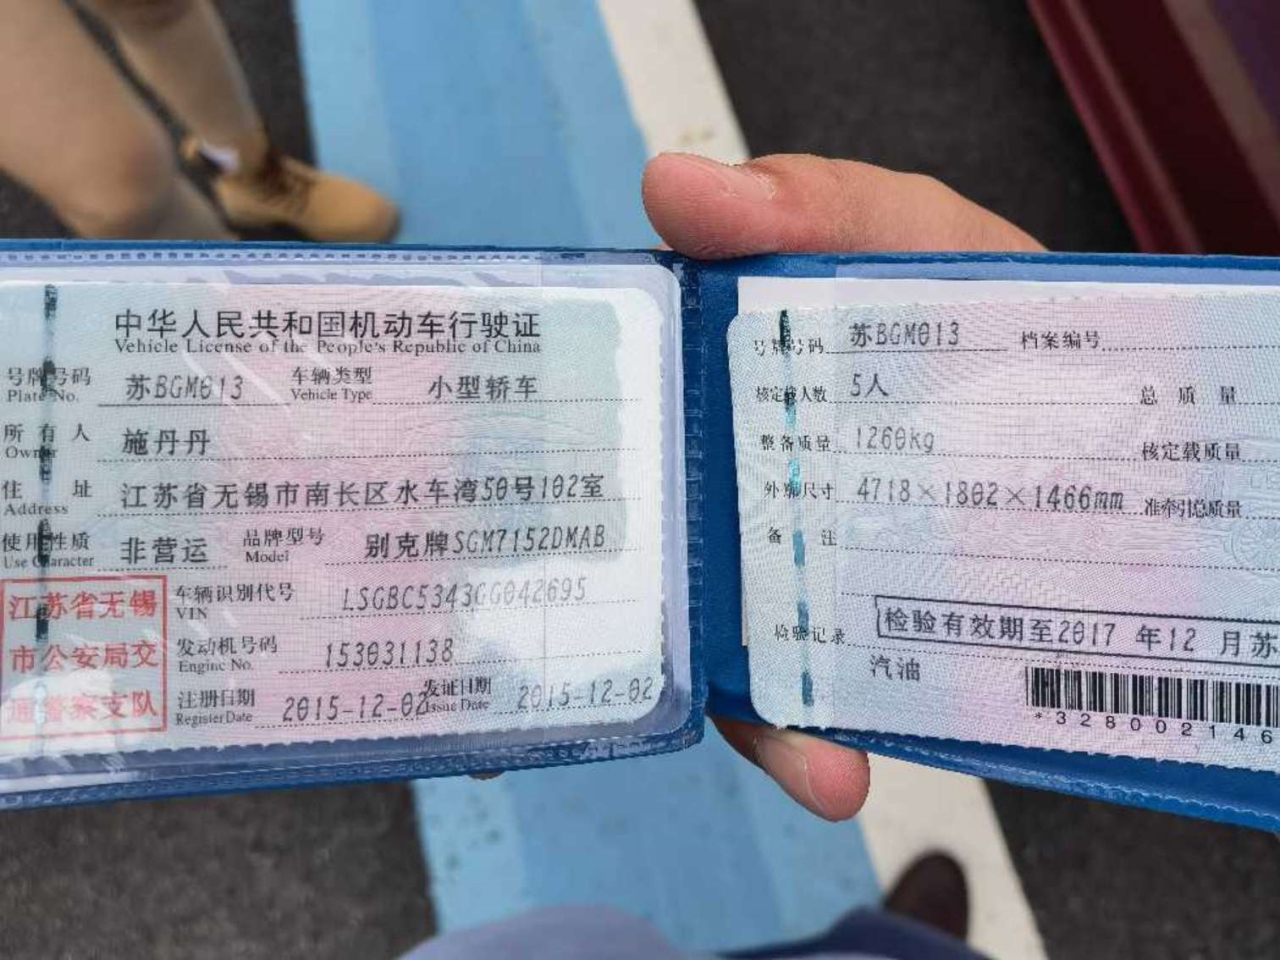 中华人民共和国机动车行驶证
Vehicle License of the People's Republic of China
号牌号码 苏BGM013 车辆类型 小型轿车
Plate No. Vehicle Type
所有人 施丹丹
Owner
住址 江苏省无锡市南长区水车湾50号102室
Address
使用性质 非营运 品牌型号 别克牌SGM7152DMAB
Use Character Model
江苏省无锡
市公安局交
通警察支队
车辆识别代号 LSGBC5343GG042695
VIN
发动机号码 153031138
Engine No.
注册日期 2015-12-02 发证日期 2015-12-02
Register Date Issue Date
号牌号码 苏BGM013 档案编号
核定载人数 5人 总质量
整备质量 1260kg 核定载质量
外廓尺寸 4718×1802×1466mm 准牵引总质量
备注
检验记录 检验有效期至2017 年12 月苏
汽油
*328002146